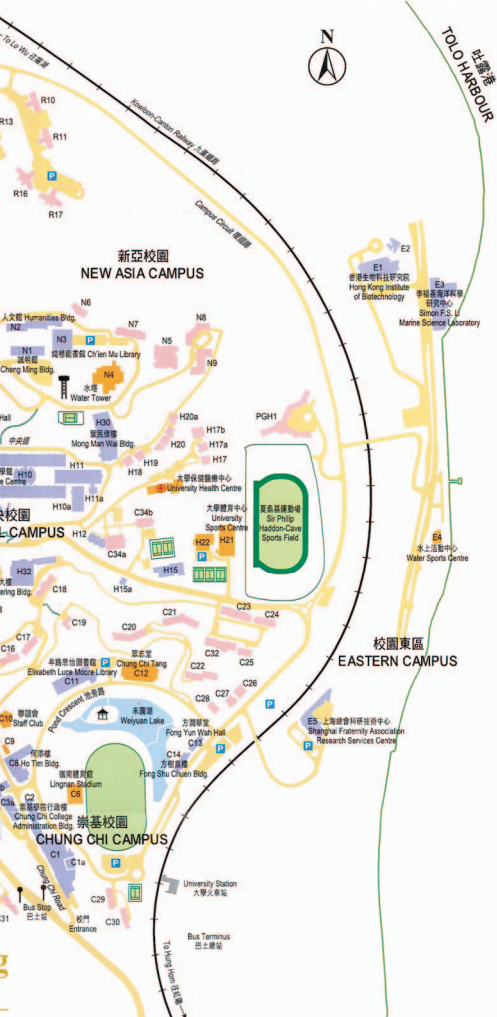 To Lo Wu 往羅湖
N
吐露港
TOLO HARBOUR
R10
R13
R11
Kowloon-Canton Railway 九廣鐵路
P
R16
R17
Campus Circuit 環迴路
新亞校園
NEW ASIA CAMPUS
E2
E1
香港生物科技研究院
Hong Kong Institute
of Biotechnology
E3
李福善海洋科學
研究中心
Simon F.S. Li
Marine Science Laboratory
N6
人文館 Humanities Bldg.
N2
N7
N8
N3
P
N1
錢穆圖書館 Ch'ien Mu Library
N5
誠明館
Cheng Ming Bldg.
N4
N9
水塔
Water Tower
Hall
H30
葉民偉樓
Mong Man Wai Bldg.
H20a
H20
H17b
H17a
H17
PGH1
中央道
H19
H18
H11
H10
H10a
H11a
大學保健醫療中心
University Health Centre
大學體育中心
University
Sports Centre
夏鼎基運動場
Sir Philip
Haddon-Cave
Sports Field
C34b
H12
C34a
H22
H21
P
E4
水上活動中心
Water Sports Centre
H32
H15
H15a
C18
C23
C24
C21
C19
C20
C17
C16
校園東區
EASTERN CAMPUS
牟路思怡圖書館
Elisabeth Luce Moore Library
P
眾志堂
Chung Chi Tang
C12
C32
C25
C22
C11
C26
C27
C28
Pond Crescent 池旁路
未圓湖
Weiyuan Lake
P
聯誼會
Staff Club
C10
方潤華堂
Fong Yun Wah Hall
C13
P
E5
上海總會科研技術中心
Shanghai Fraternity Association
Research Services Centre
P
C9
何添樓
C8 Ho Tim Bldg.
C14
方樹泉樓
Fong Shu Chuen Bldg.
嶺南體育館
Lingnan Stadium
C6
C2
C3a
崇基學院行政樓
Chung Chi College
Administration Bldg.
崇基校園
CHUNG CHI CAMPUS
C1
C1a
P
Chung Chi Road
University Station
大學火車站
C29
C30
Bus Stop
巴士站
校門
Entrance
C31
Bus Terminus
巴士總站
To Hung Hom 往紅磡